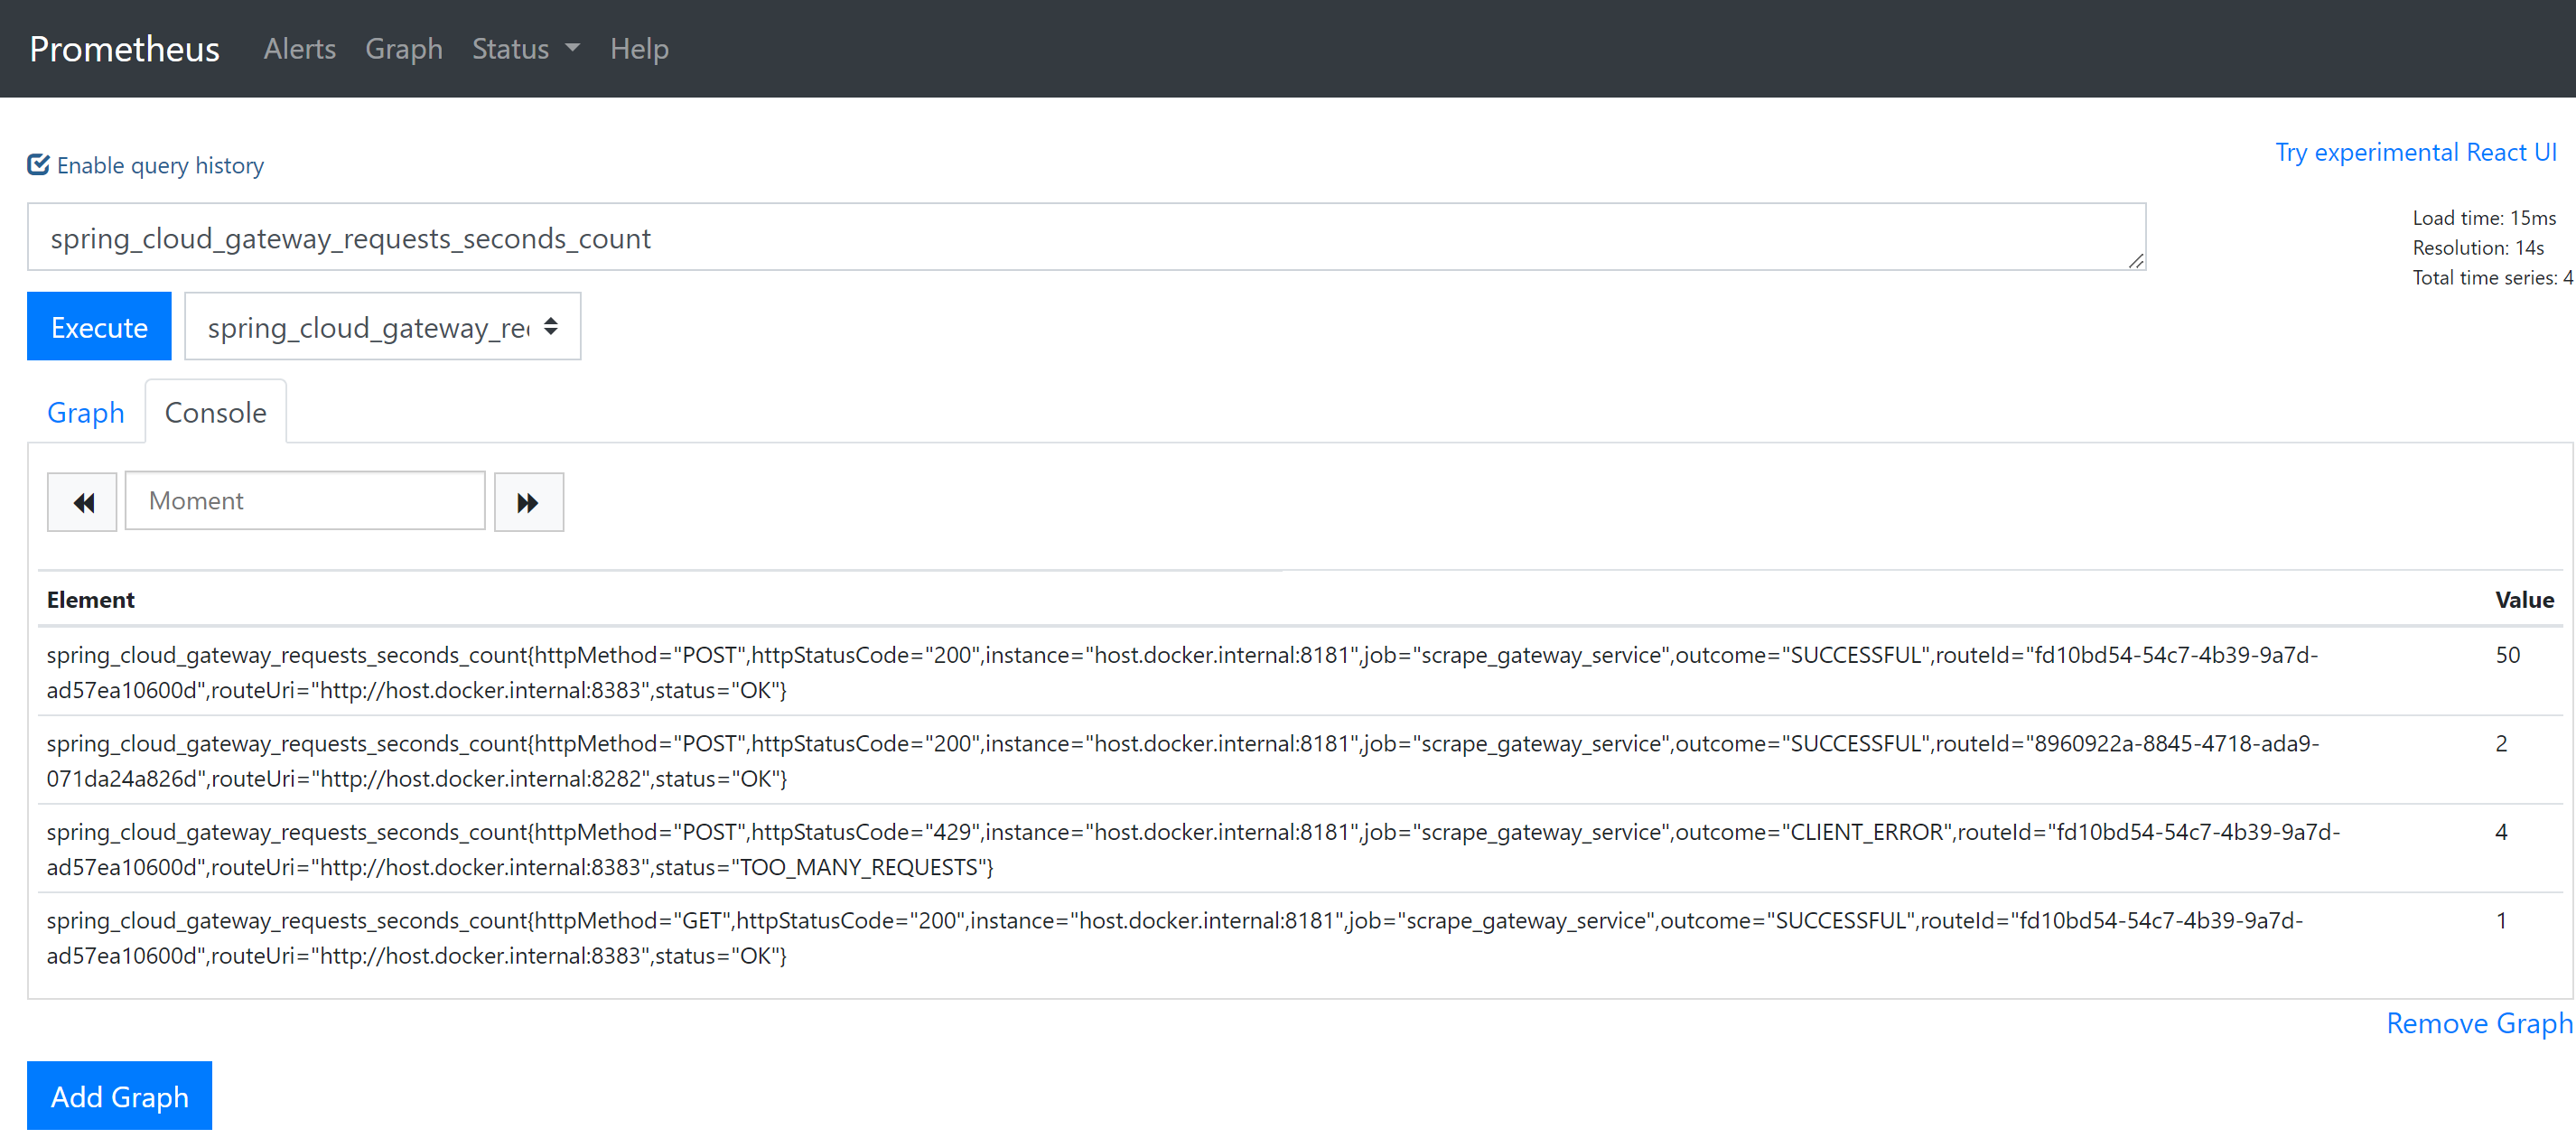 Prometheus Alerts Graph Status Help
Enable query history
Try experimental React UI
spring_cloud_gateway_requests_seconds_count
Load time: 15ms
Resolution: 14s
Total time series: 4
Execute
spring_cloud_gateway_re
Graph
Console
Moment
Element Value
spring_cloud_gateway_requests_seconds_count{httpMethod="POST",httpStatusCode="200",instance="host.docker.internal:8181",job="scrape_gateway_service",outcome="SUCCESSFUL",routeId="fd10bd54-54c7-4b39-9a7d- 50
ad57ea10600d",routeUri="http://host.docker.internal:8383",status="OK"}
spring_cloud_gateway_requests_seconds_count{httpMethod="POST",httpStatusCode="200",instance="host.docker.internal:8181",job="scrape_gateway_service",outcome="SUCCESSFUL",routeId="8960922a-8845-4718-ada9- 2
071da24a826d",routeUri="http://host.docker.internal:8282",status="OK"}
spring_cloud_gateway_requests_seconds_count{httpMethod="POST",httpStatusCode="429",instance="host.docker.internal:8181",job="scrape_gateway_service",outcome="CLIENT_ERROR",routeId="fd10bd54-54c7-4b39-9a7d- 4
ad57ea10600d",routeUri="http://host.docker.internal:8383",status="TOO_MANY_REQUESTS"}
spring_cloud_gateway_requests_seconds_count{httpMethod="GET",httpStatusCode="200",instance="host.docker.internal:8181",job="scrape_gateway_service",outcome="SUCCESSFUL",routeId="fd10bd54-54c7-4b39-9a7d- 1
ad57ea10600d",routeUri="http://host.docker.internal:8383",status="OK"}
Remove Graph
Add Graph